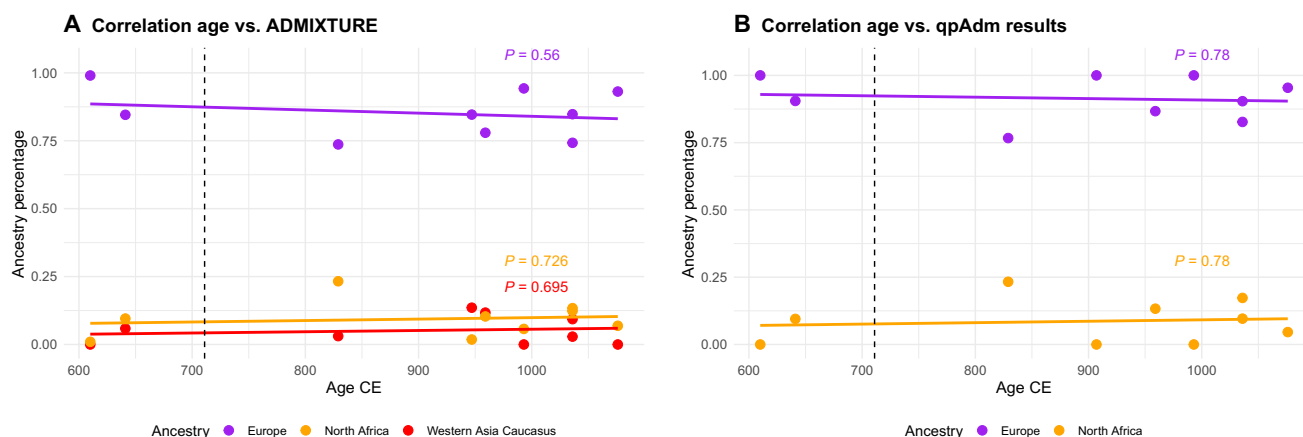 A Correlation age vs. ADMIXTURE
P = 0.56
1.00
0.75
0.50
0.25
0.00
P = 0.726
P = 0.695
Ancestry percentage
600 700 800 900 1000
Age CE
Ancestry Europe North Africa Western Asia Caucasus
B Correlation age vs. qpAdm results
P = 0.78
1.00
0.75
0.50
0.25
0.00
P = 0.78
Ancestry percentage
600 700 800 900 1000
Age CE
Ancestry Europe North Africa